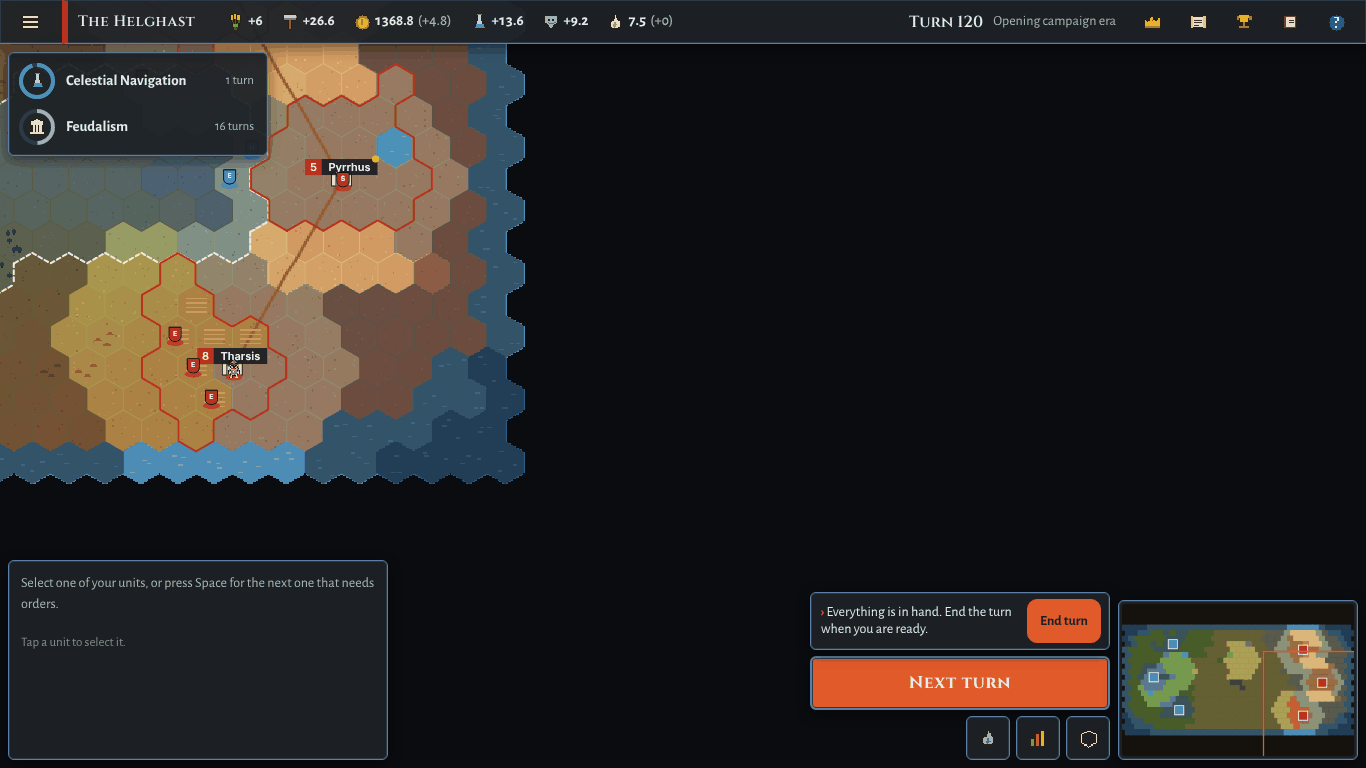 THE HELGHAST
+6
+26.6
1368.8 (+4.8)
+13.6
+9.2
7.5 (+0)
TURN 120
Opening campaign era
?
Celestial Navigation
1 turn
Feudalism
16 turns
E
5 Pyrrhus
S
E
8 Tharsis
E
E
Select one of your units, or press Space for the next one that needs
orders.
Tap a unit to select it.
› Everything is in hand. End the turn
when you are ready.
End turn
NEXT TURN